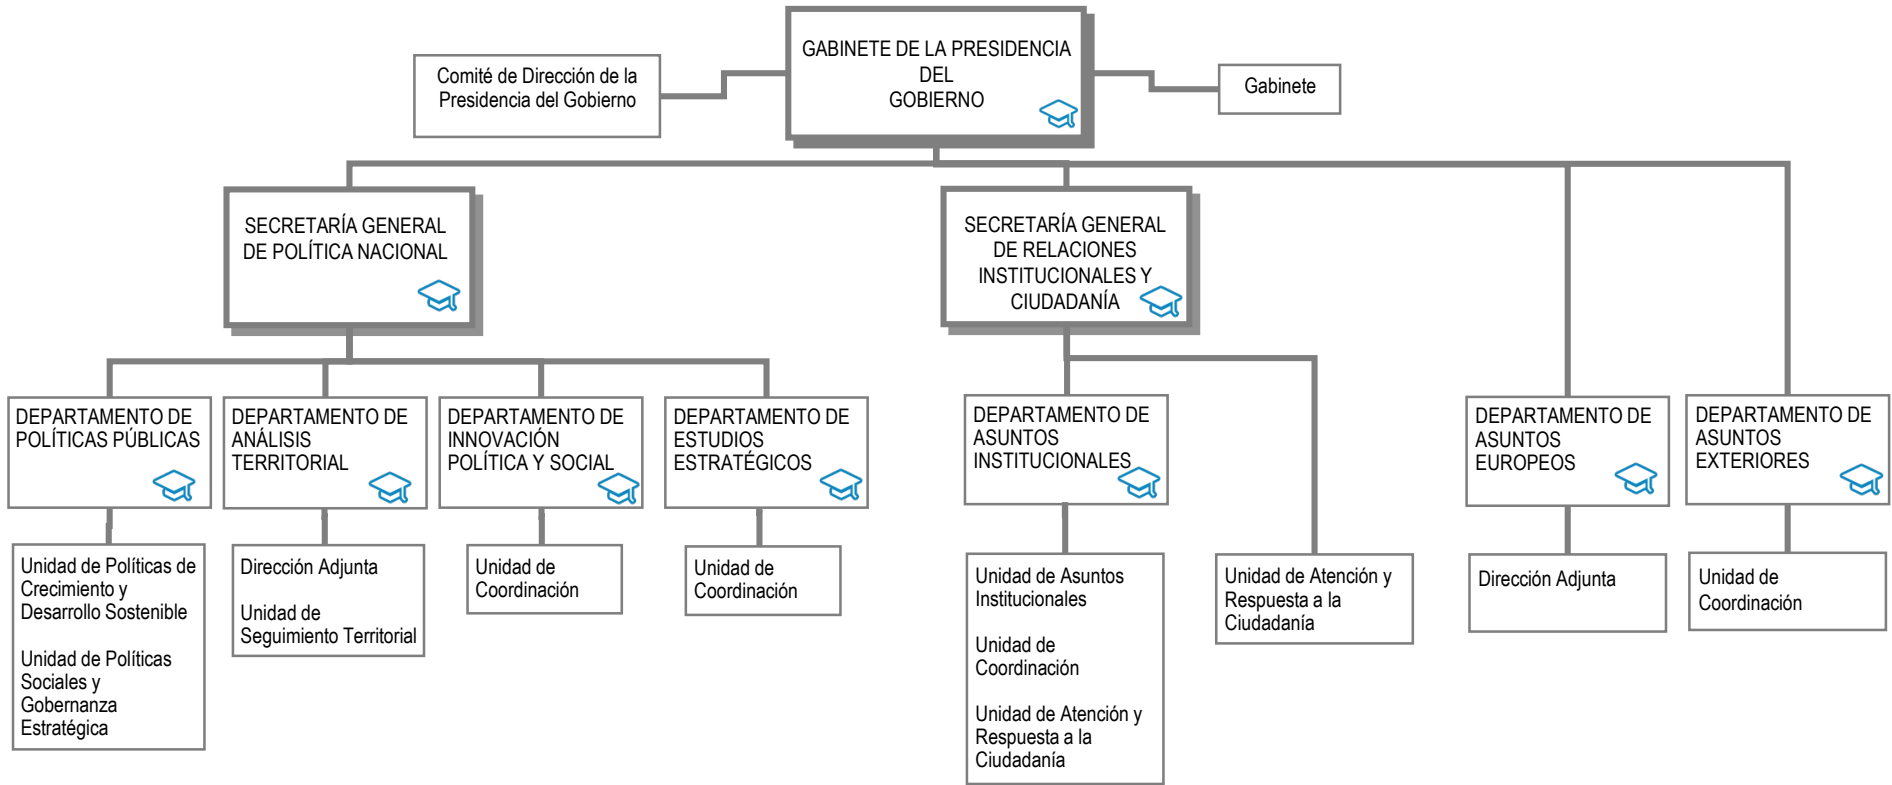 GABINETE DE LA PRESIDENCIA
DEL
GOBIERNO
Comité de Dirección de la
Presidencia del Gobierno
Gabinete
SECRETARÍA GENERAL
DE POLÍTICA NACIONAL
SECRETARÍA GENERAL
DE RELACIONES
INSTITUCIONALES Y
CIUDADANÍA
DEPARTAMENTO DE
POLÍTICAS PÚBLICAS
DEPARTAMENTO DE
ANÁLISIS
TERRITORIAL
DEPARTAMENTO DE
INNOVACIÓN
POLÍTICA Y SOCIAL
DEPARTAMENTO DE
ESTUDIOS
ESTRATÉGICOS
DEPARTAMENTO DE
ASUNTOS
INSTITUCIONALES
DEPARTAMENTO DE
ASUNTOS
EUROPEOS
DEPARTAMENTO DE
ASUNTOS
EXTERIORES
Unidad de Políticas de
Crecimiento y
Desarrollo Sostenible
Unidad de Políticas
Sociales y
Gobernanza
Estratégica
Dirección Adjunta
Unidad de
Seguimiento Territorial
Unidad de
Coordinación
Unidad de
Coordinación
Unidad de Asuntos
Institucionales
Unidad de
Coordinación
Unidad de Atención y
Respuesta a la
Ciudadanía
Unidad de Atención y
Respuesta a la
Ciudadanía
Dirección Adjunta
Unidad de
Coordinación